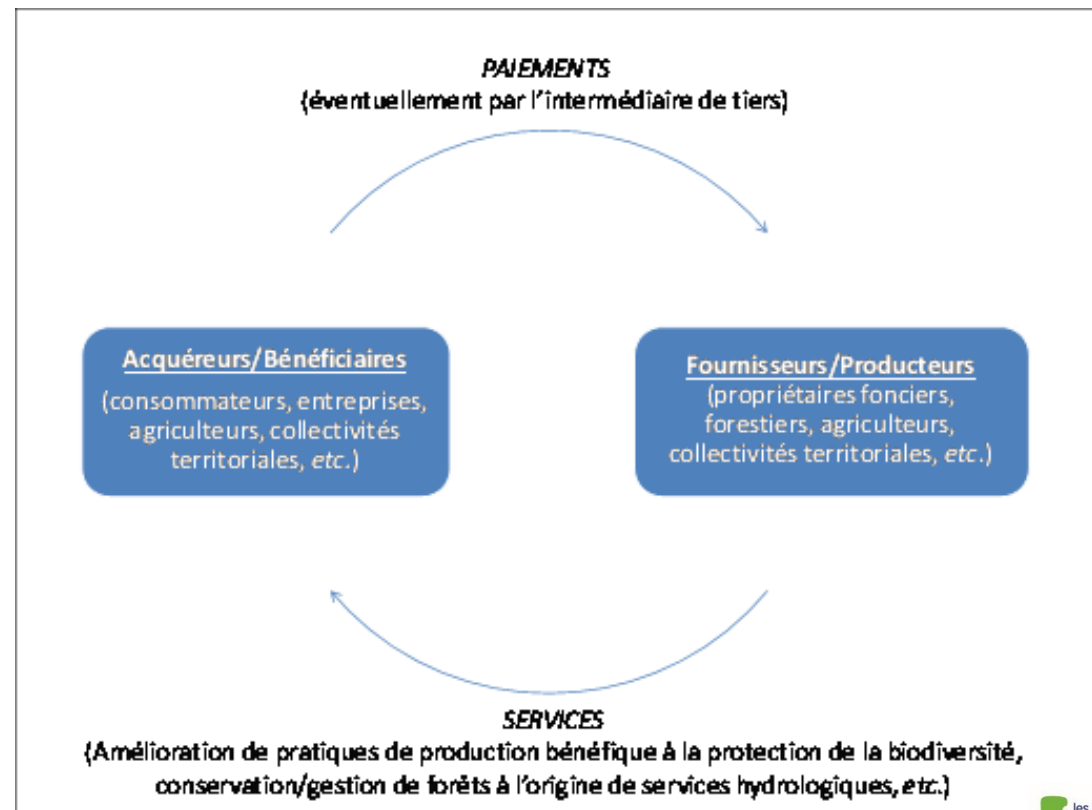 PAIEMENTS
(éventuellement par l'intermédiaire de tiers)
Acquéreurs/Bénéficiaires
(consommateurs, entreprises,
agriculteurs, collectivités
territoriales, etc.)
Fournisseurs/Producteurs
(propriétaires fonciers,
forestiers, agriculteurs,
collectivités territoriales, etc.)
SERVICES
(Amélioration de pratiques de production bénéfique à la protection de la biodiversité,
conservation/gestion de forêts à l'origine de services hydrologiques, etc.)
les